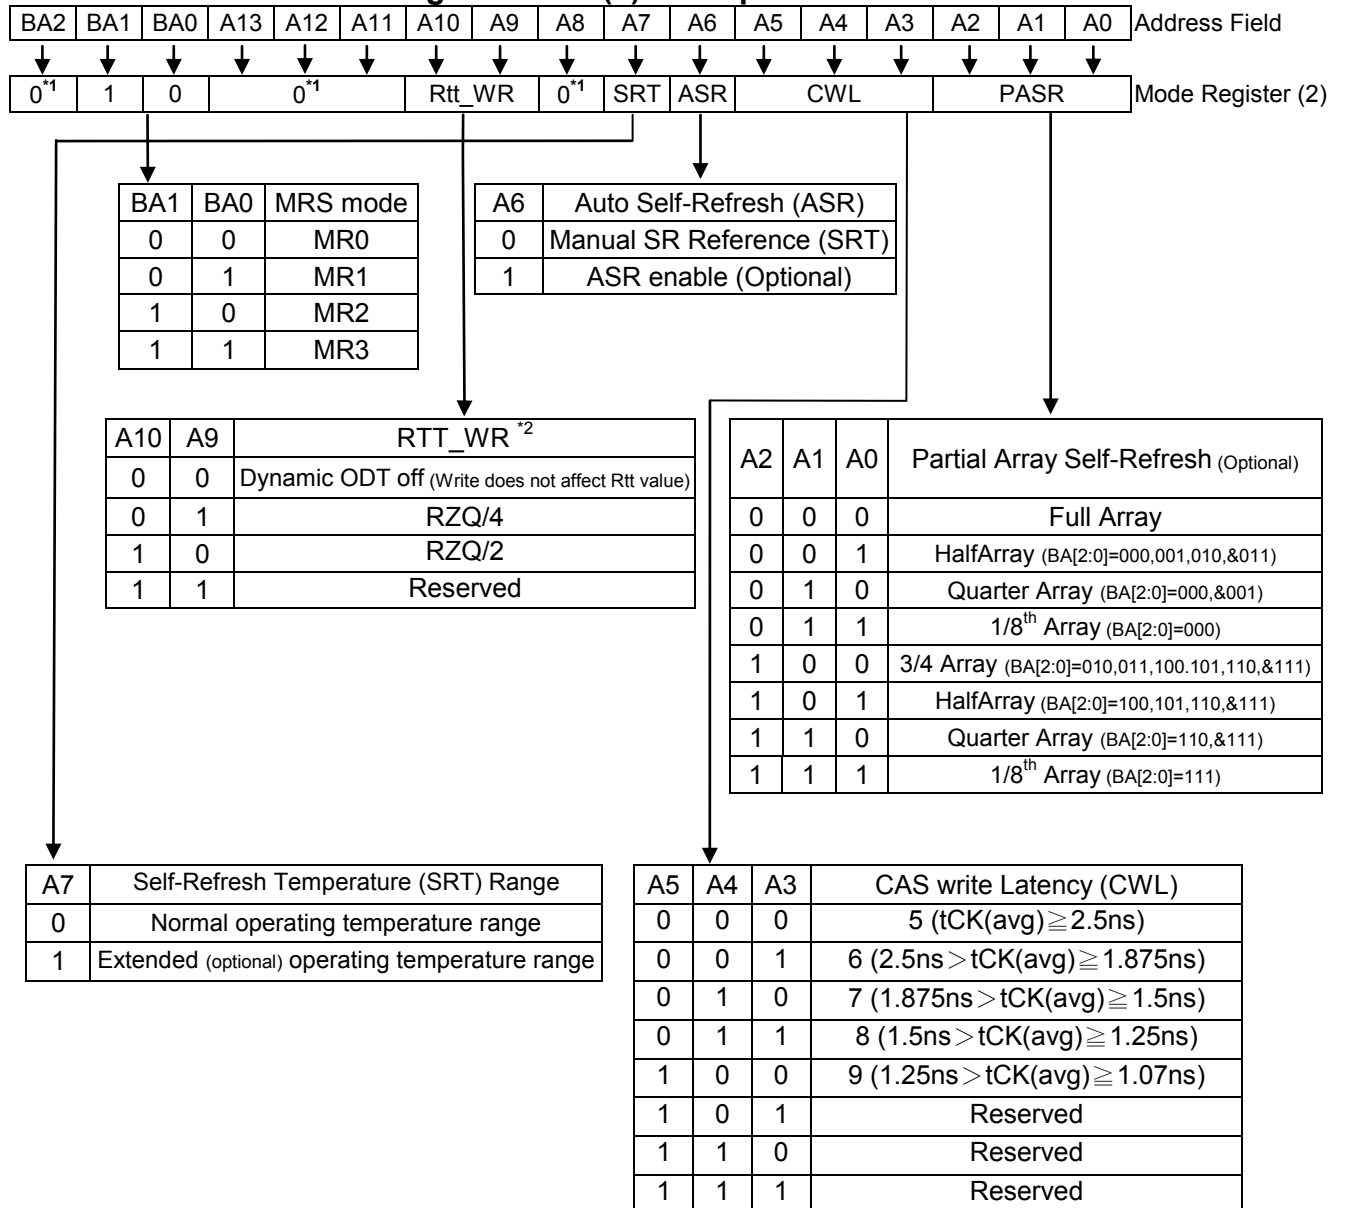 BA2 BA1 BA0 A13 A12 A11 A10 A9 A8 A7 A6 A5 A4 A3 A2 A1 A0 Address Field
0*1 1 0 0*1 Rtt_WR 0*1 SRT ASR CWL PASR Mode Register (2)
BA1 BA0 MRS mode
0 0 MR0
0 1 MR1
1 0 MR2
1 1 MR3
A6 Auto Self-Refresh (ASR)
0 Manual SR Reference (SRT)
1 ASR enable (Optional)
A10 A9 RTT_WR *2
0 0 Dynamic ODT off (Write does not affect Rtt value)
0 1 RZQ/4
1 0 RZQ/2
1 1 Reserved
A2 A1 A0 Partial Array Self-Refresh (Optional)
0 0 0 Full Array
0 0 1 HalfArray (BA[2:0]=000,001,010,&011)
0 1 0 Quarter Array (BA[2:0]=000,&001)
0 1 1 1/8th Array (BA[2:0]=000)
1 0 0 3/4 Array (BA[2:0]=010,011,100.101,110,&111)
1 0 1 HalfArray (BA[2:0]=100,101,110,&111)
1 1 0 Quarter Array (BA[2:0]=110,&111)
1 1 1 1/8th Array (BA[2:0]=111)
A7 Self-Refresh Temperature (SRT) Range
0 Normal operating temperature range
1 Extended (optional) operating temperature range
A5 A4 A3 CAS write Latency (CWL)
0 0 0 5 (tCK(avg)≧2.5ns)
0 0 1 6 (2.5ns＞tCK(avg)≧1.875ns)
0 1 0 7 (1.875ns＞tCK(avg)≧1.5ns)
0 1 1 8 (1.5ns＞tCK(avg)≧1.25ns)
1 0 0 9 (1.25ns＞tCK(avg)≧1.07ns)
1 0 1 Reserved
1 1 0 Reserved
1 1 1 Reserved